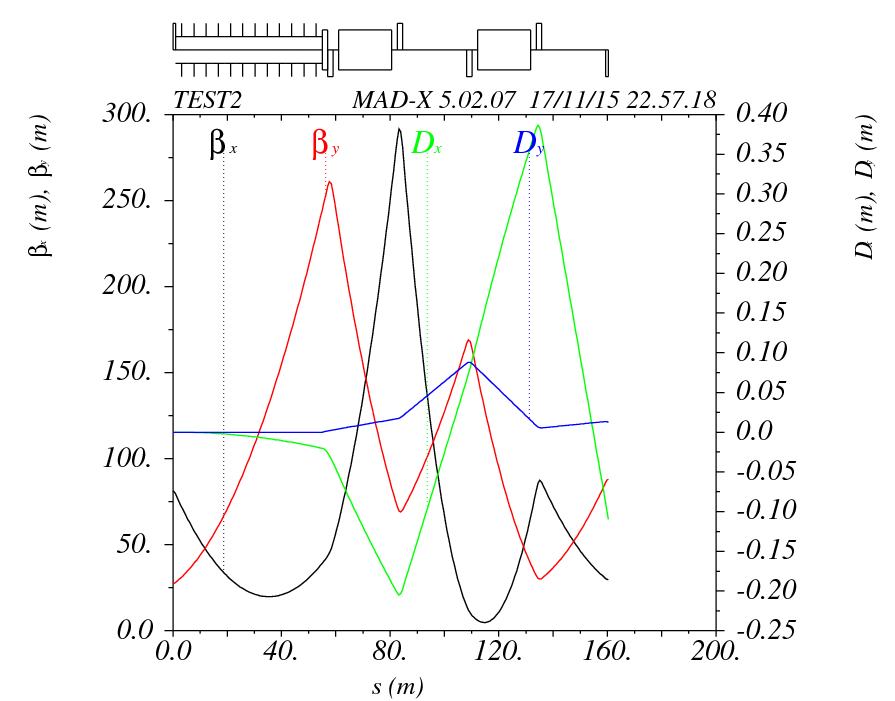 TEST2 MAD-X 5.02.07 17/11/15 22.57.18
300. 0.40
βx βy Dx Dy
0.35
250. 0.30
0.25
200. 0.20
0.15
150. 0.10
0.05
100. 0.0
-0.05
-0.10
50. -0.15
-0.20
0.0 -0.25
0.0 40. 80. 120. 160. 200.
s (m)
βx (m), βy (m)
Dx (m), Dy (m)